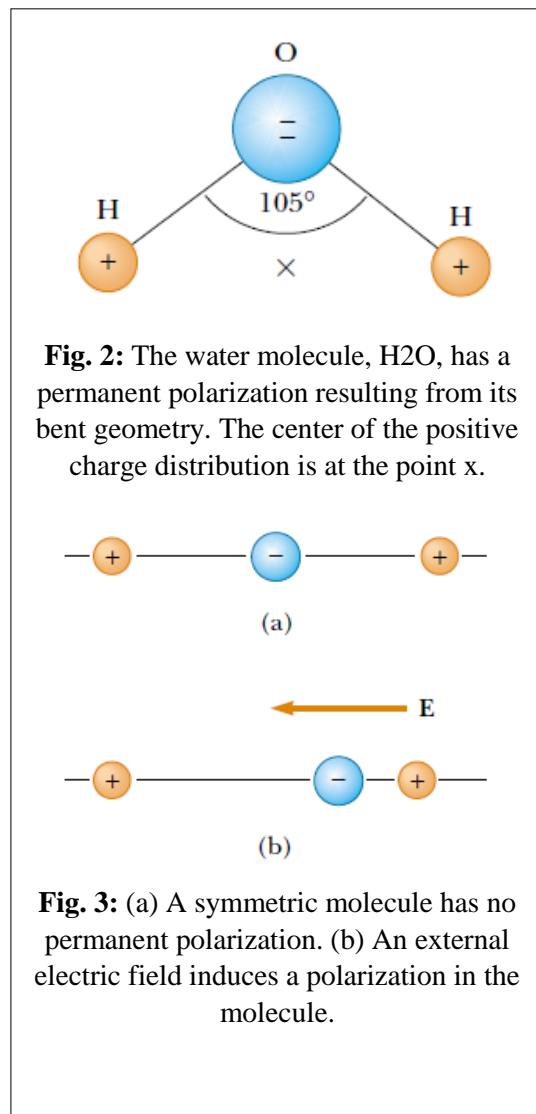 O
−
−
H
105°
H
+
×
+
Fig. 2: The water molecule, H2O, has a
permanent polarization resulting from its
bent geometry. The center of the positive
charge distribution is at the point x.
+ − +
(a)
E
+ − +
(b)
Fig. 3: (a) A symmetric molecule has no
permanent polarization. (b) An external
electric field induces a polarization in the
molecule.